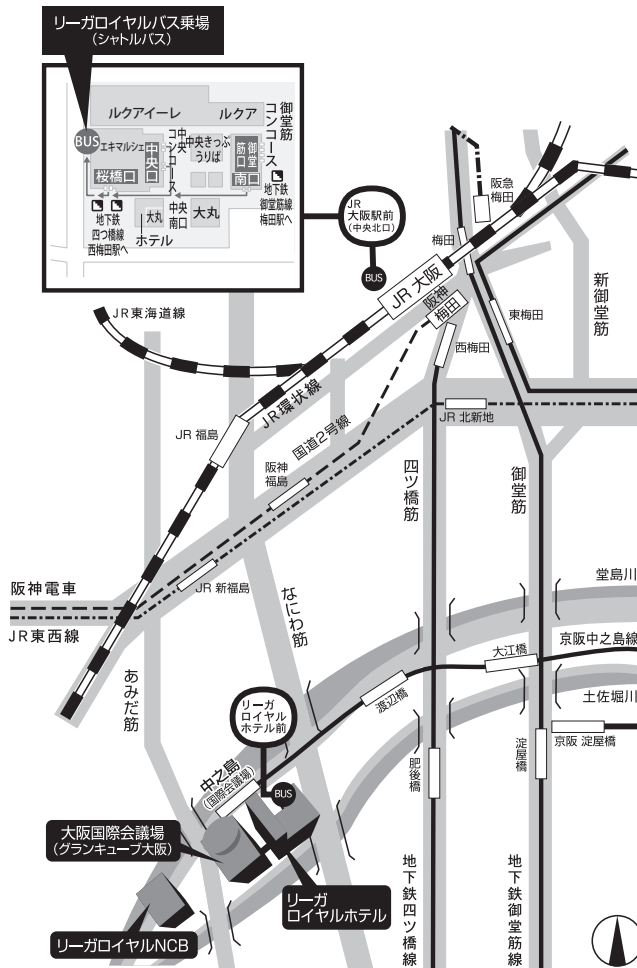 リーガロイヤルバス乗場
(シャトルバス)
ルクアイーレ
ルクア
御堂筋
コンコース
BUS
エキマルシェ
中央口
中央
コンコース
中央きっぷ
うりば
御堂
筋口
桜橋口
南口
地下鉄
四つ橋線
西梅田駅へ
大丸
ホテル
中央
南口
大丸
地下鉄
御堂筋線
梅田駅へ
JR
大阪駅前
(中央北口)
BUS
阪急
梅田
梅田
JR 大阪
阪神
梅田
東梅田
新御堂筋
西梅田
JR東海道線
JR環状線
JR 福島
国道2号線
JR 北新地
阪神
福島
四ツ橋筋
御堂筋
JR 新福島
阪神電車
JR東西線
なにわ筋
あみだ筋
堂島川
京阪中之島線
大江橋
土佐堀川
渡辺橋
リーガ
ロイヤル
ホテル前
京阪 淀屋橋
淀屋橋
肥後橋
中之島
(国際会議場)
BUS
大阪国際会議場
(グランキューブ大阪)
リーガ
ロイヤルホテル
リーガロイヤルNCB
地下鉄四ツ橋線
地下鉄御堂筋線